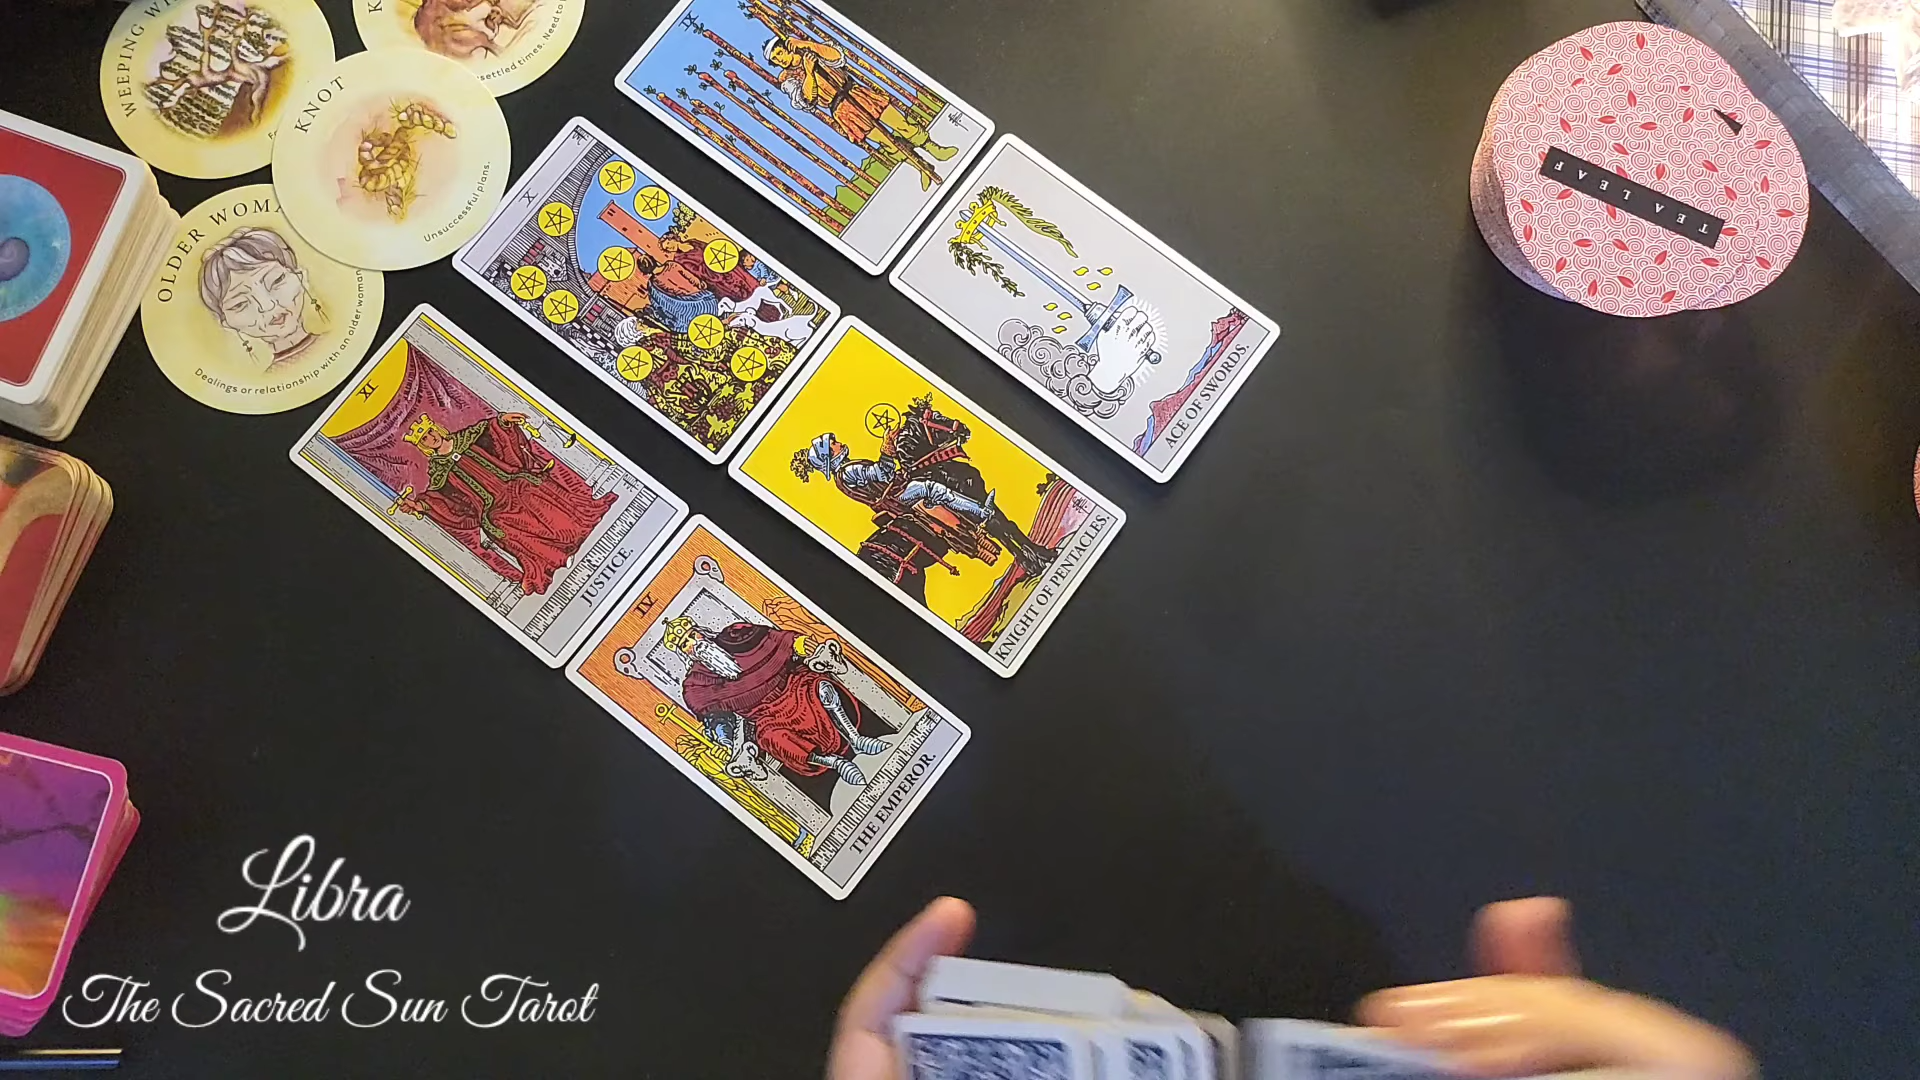 WEEPING WI
K
settled times. Need to
KNOT
Unsuccessful plans.
OLDER WOMA
Dealings or relationship with an older woman
IX
X
ACE OF SWORDS.
XI
JUSTICE.
KNIGHT OF PENTACLES.
IV
THE EMPEROR.
TEA LEAF
Libra
The Sacred Sun Tarot